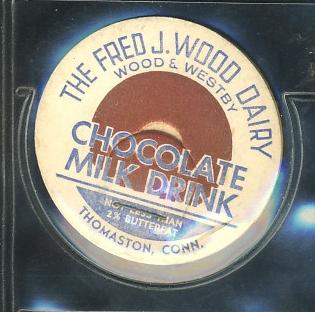 THE FRED J. WOOD DAIRY
WOOD & WESTBY
CHOCOLATE
MILK DRINK
NOT LESS THAN
2% BUTTERFAT
THOMASTON, CONN.